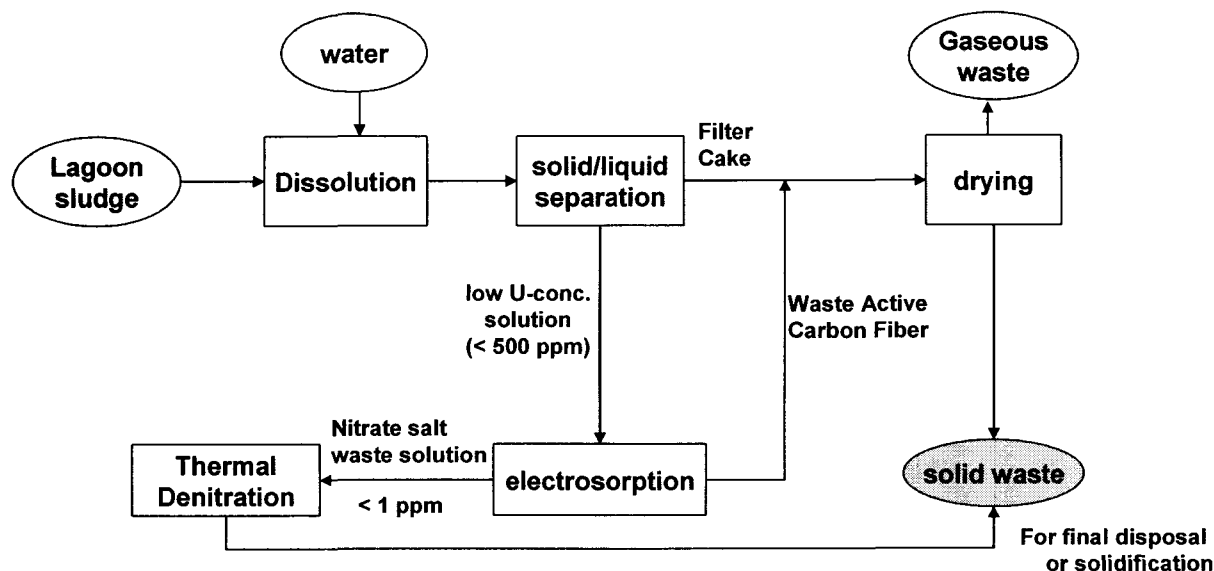 water
Gaseous
waste
Lagoon
sludge
Dissolution
solid/liquid
separation
Filter
Cake
drying
low U-conc.
solution
(< 500 ppm)
Waste Active
Carbon Fiber
Nitrate salt
waste solution
< 1 ppm
Thermal
Denitration
electrosorption
solid waste
For final disposal
or solidification